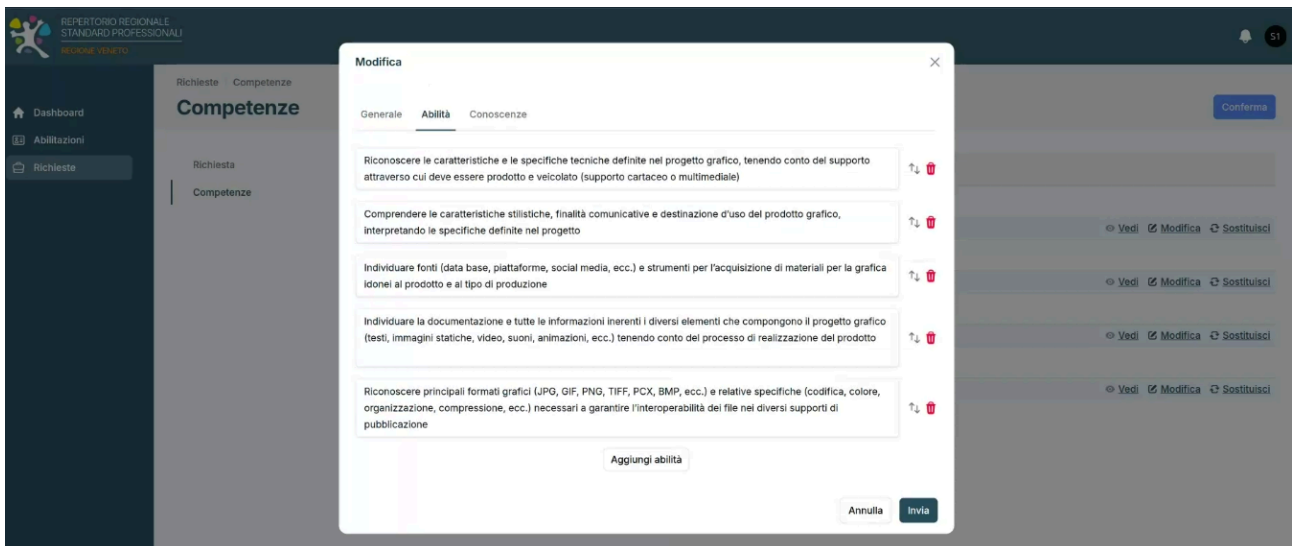 REPERTORIO REGIONALE
STANDARD PROFESSIONALI
REGIONE VENETO
S1
Dashboard
Abilitazioni
Richieste
Richieste
Competenze
Competenze
Conferma
Richiesta
Competenze
Modifica
Generale
Abilità
Conoscenze
Riconoscere le caratteristiche e le specifiche tecniche definite nel progetto grafico, tenendo conto del supporto
attraverso cui deve essere prodotto e veicolato (supporto cartaceo o multimediale)
Comprendere le caratteristiche stilistiche, finalità comunicative e destinazione d'uso del prodotto grafico,
interpretando le specifiche definite nel progetto
Vedi Modifica Sostituisci
Individuare fonti (data base, piattaforme, social media, ecc.) e strumenti per l'acquisizione di materiali per la grafica
idonei al prodotto e al tipo di produzione
Vedi Modifica Sostituisci
Individuare la documentazione e tutte le informazioni inerenti i diversi elementi che compongono il progetto grafico
(testi, immagini statiche, video, suoni, animazioni, ecc.) tenendo conto del processo di realizzazione del prodotto
Vedi Modifica Sostituisci
Riconoscere principali formati grafici (JPG, GIF, PNG, TIFF, PCX, BMP, ecc.) e relative specifiche (codifica, colore,
organizzazione, compressione, ecc.) necessari a garantire l'interoperabilità dei file nei diversi supporti di
pubblicazione
Vedi Modifica Sostituisci
Aggiungi abilità
Annulla
Invia